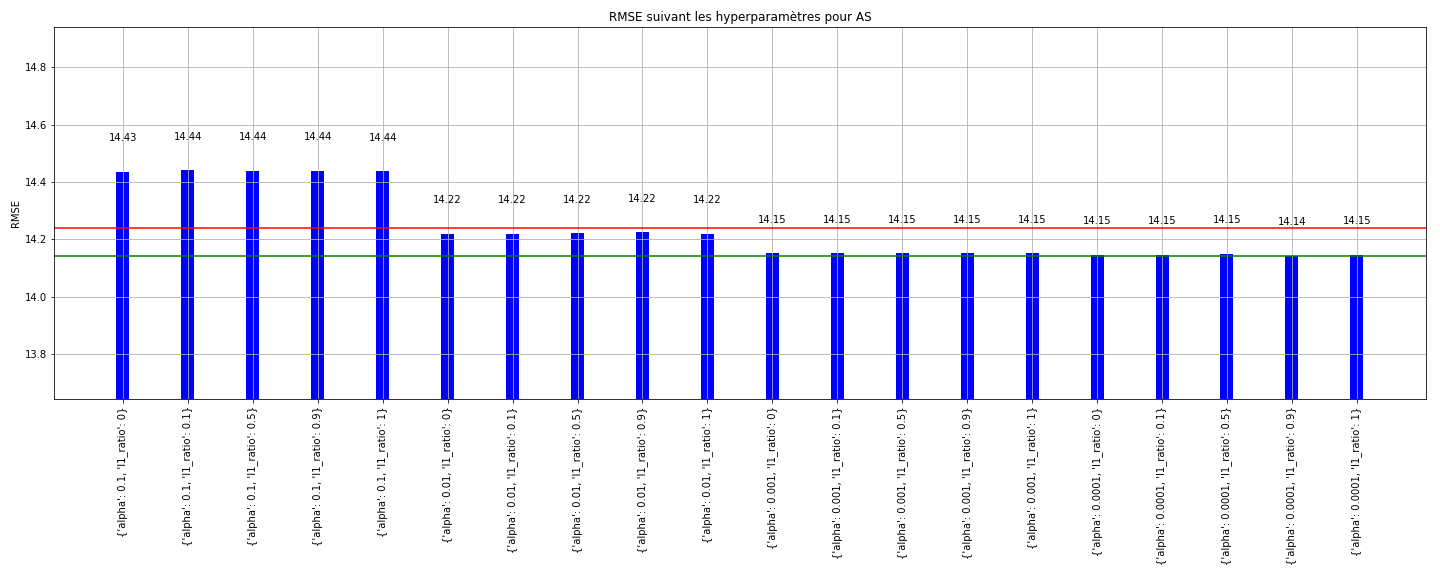 RMSE suivant les hyperparamètres pour AS
RMSE
14.8
14.6
14.4
14.2
14.0
13.8
14.43
14.44
14.44
14.44
14.44
14.22
14.22
14.22
14.22
14.22
14.15
14.15
14.15
14.15
14.15
14.15
14.15
14.15
14.14
14.15
{'alpha': 0.1, 'l1_ratio': 0}
{'alpha': 0.1, 'l1_ratio': 0.1}
{'alpha': 0.1, 'l1_ratio': 0.5}
{'alpha': 0.1, 'l1_ratio': 0.9}
{'alpha': 0.1, 'l1_ratio': 1}
{'alpha': 0.01, 'l1_ratio': 0}
{'alpha': 0.01, 'l1_ratio': 0.1}
{'alpha': 0.01, 'l1_ratio': 0.5}
{'alpha': 0.01, 'l1_ratio': 0.9}
{'alpha': 0.01, 'l1_ratio': 1}
{'alpha': 0.001, 'l1_ratio': 0}
{'alpha': 0.001, 'l1_ratio': 0.1}
{'alpha': 0.001, 'l1_ratio': 0.5}
{'alpha': 0.001, 'l1_ratio': 0.9}
{'alpha': 0.001, 'l1_ratio': 1}
{'alpha': 0.0001, 'l1_ratio': 0}
{'alpha': 0.0001, 'l1_ratio': 0.1}
{'alpha': 0.0001, 'l1_ratio': 0.5}
{'alpha': 0.0001, 'l1_ratio': 0.9}
{'alpha': 0.0001, 'l1_ratio': 1}